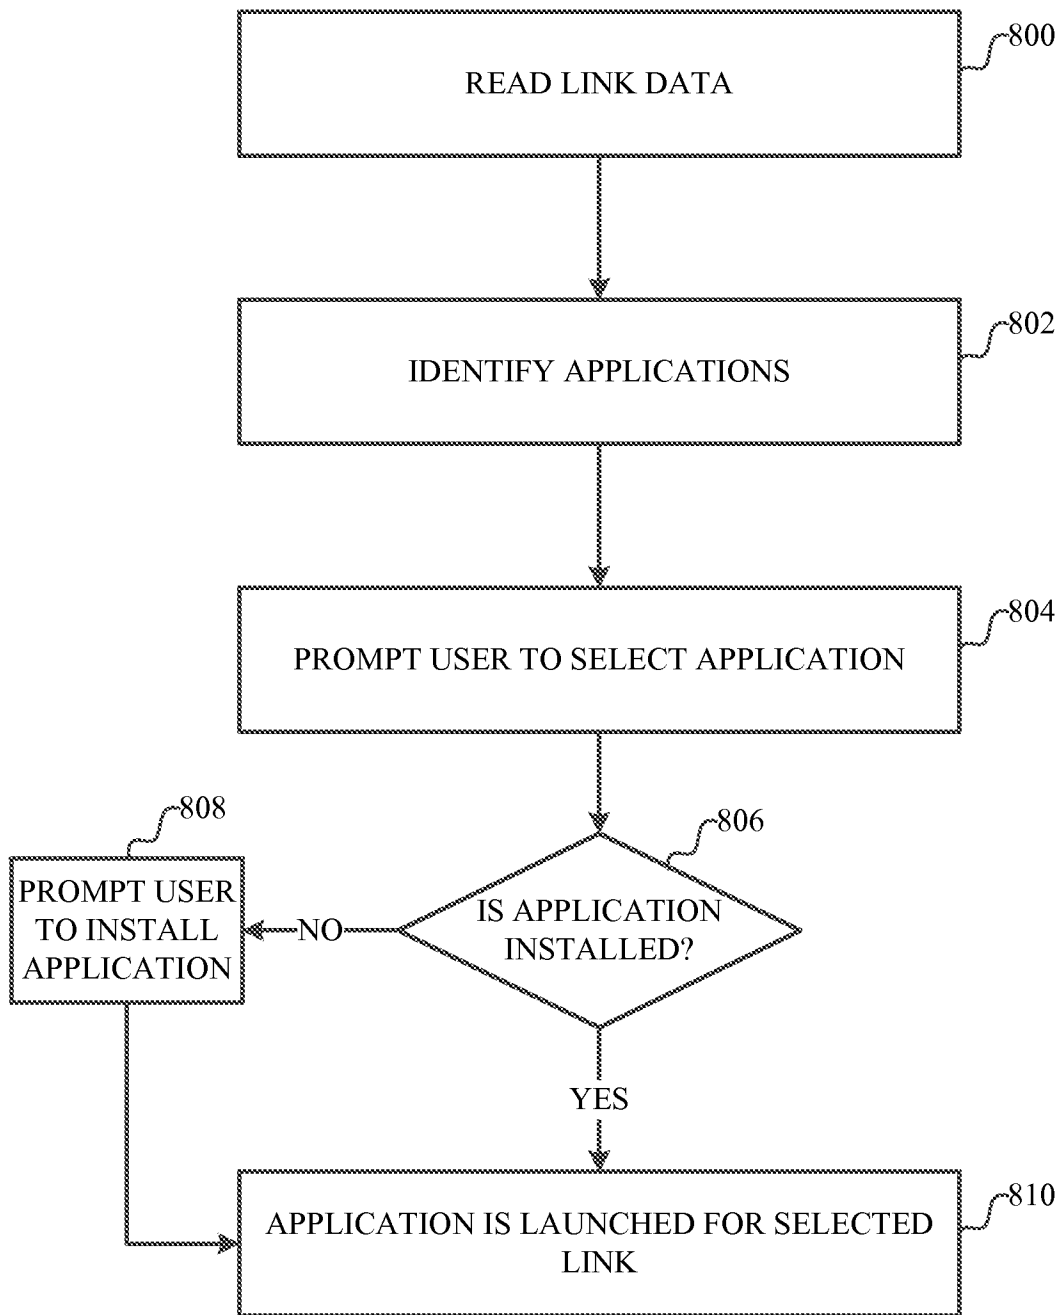 800
READ LINK DATA
802
IDENTIFY APPLICATIONS
804
PROMPT USER TO SELECT APPLICATION
808
806
PROMPT USER
TO INSTALL
APPLICATION
NO
IS APPLICATION
INSTALLED?
YES
810
APPLICATION IS LAUNCHED FOR SELECTED
LINK